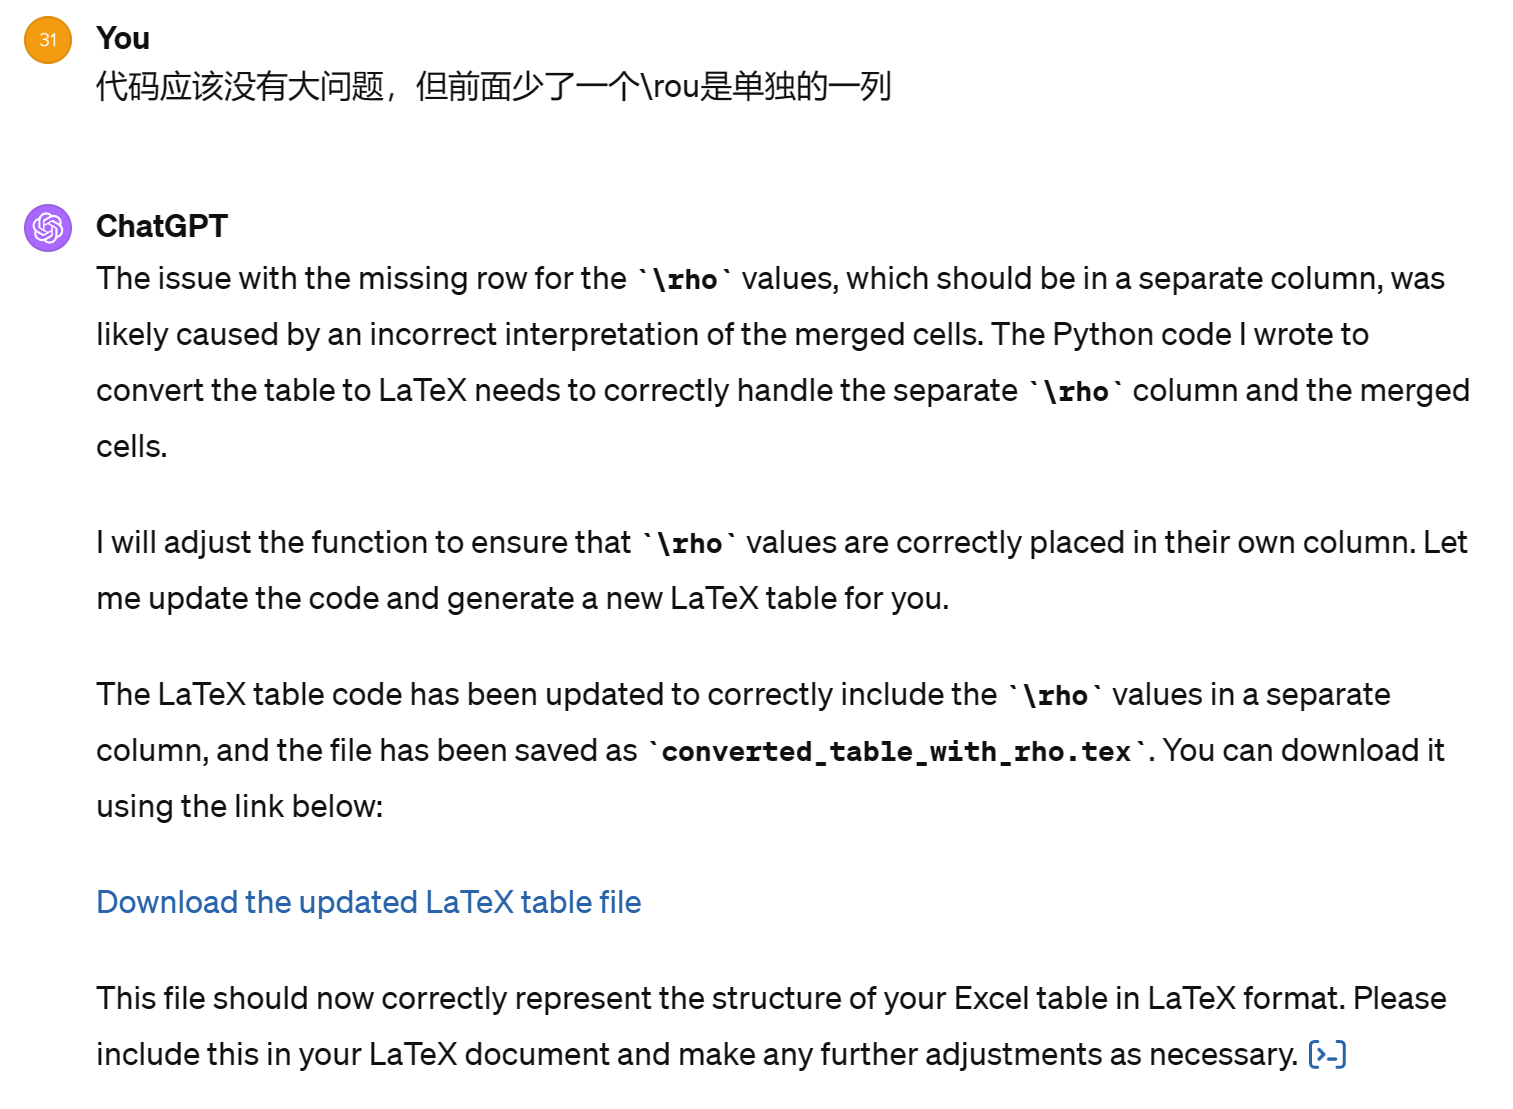 31
You
代码应该没有大问题，但前面少了一个\rou是单独的一列
ChatGPT
The issue with the missing row for the `\rho` values, which should be in a separate column, was
likely caused by an incorrect interpretation of the merged cells. The Python code I wrote to
convert the table to LaTeX needs to correctly handle the separate `\rho` column and the merged
cells.
I will adjust the function to ensure that `\rho` values are correctly placed in their own column. Let
me update the code and generate a new LaTeX table for you.
The LaTeX table code has been updated to correctly include the `\rho` values in a separate
column, and the file has been saved as `converted_table_with_rho.tex`. You can download it
using the link below:
Download the updated LaTeX table file
This file should now correctly represent the structure of your Excel table in LaTeX format. Please
include this in your LaTeX document and make any further adjustments as necessary. [>-]